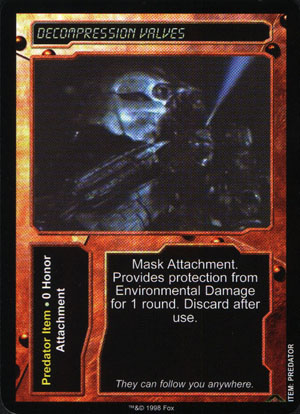 DECOMPRESSION VALVES
Predator Item • 0 Honor
Attachment
Mask Attachment.
Provides protection from
Environmental Damage
for 1 round. Discard after
use.
They can follow you anywhere.
ITEM: PREDATOR
™&© 1998 Fox